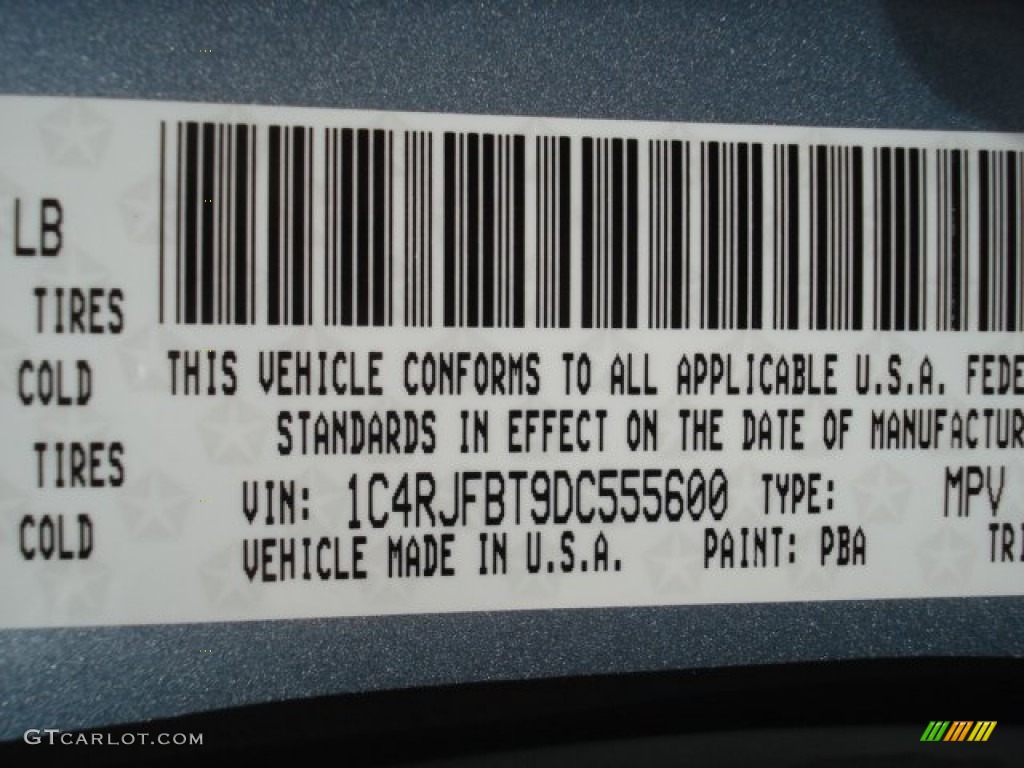 LB
TIRES
COLD
TIRES
COLD
THIS VEHICLE CONFORMS TO ALL APPLICABLE U.S.A. FEDE
STANDARDS IN EFFECT ON THE DATE OF MANUFACTUR
VIN: 1C4RJFBT9DC555600 TYPE: MPV
VEHICLE MADE IN U.S.A. PAINT: PBA TRI
GTCARLOT.COM